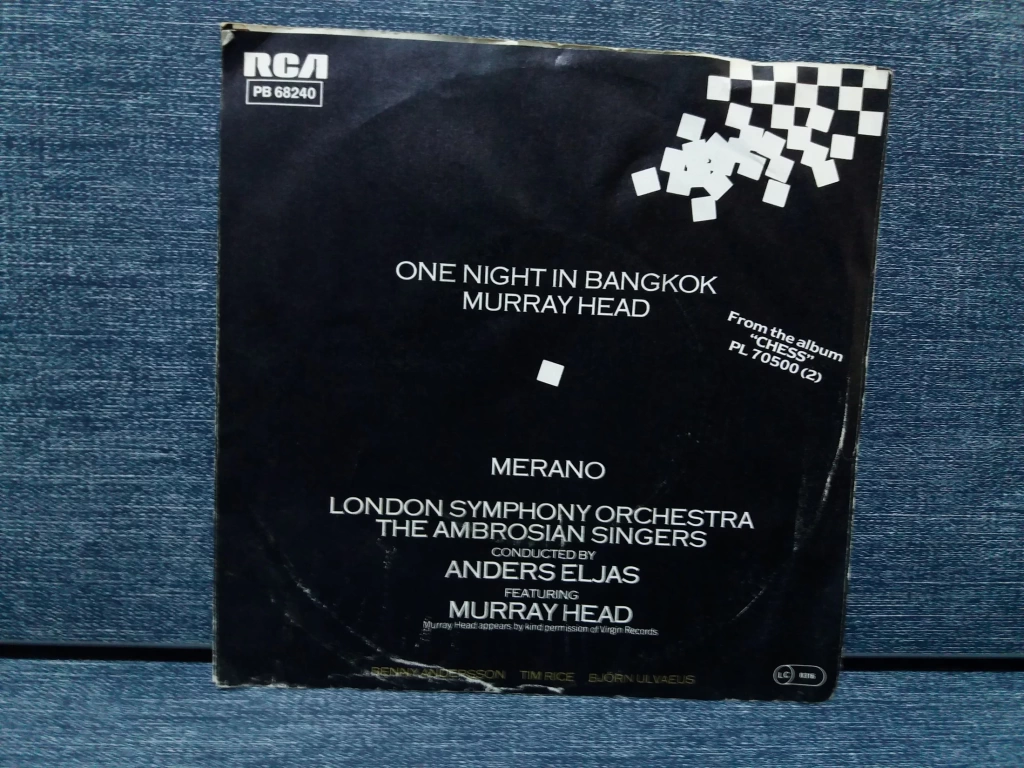 RCA
PB 68240
ONE NIGHT IN BANGKOK
MURRAY HEAD
From the album
“CHESS”
PL 70500 (2)
MERANO
LONDON SYMPHONY ORCHESTRA
THE AMBROSIAN SINGERS
CONDUCTED BY
ANDERS ELJAS
FEATURING
MURRAY HEAD
Murray Head appears by kind permission of Virgin Records
BENNY ANDERSSON TIM RICE BJÖRN ULVAEUS
LC